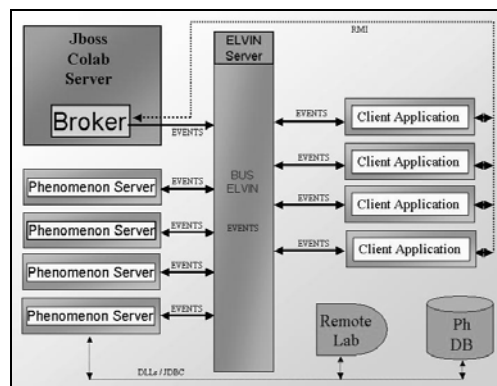 Jboss
Colab
Server
Broker
EVENTS
Phenomenon Server
EVENTS
Phenomenon Server
EVENTS
Phenomenon Server
EVENTS
Phenomenon Server
EVENTS
DLLs / JDBC
ELVIN
Server
BUS
ELVIN
EVENTS
RMI
EVENTS
Client Application
EVENTS
Client Application
EVENTS
Client Application
EVENTS
Client Application
Remote
Lab
Ph
DB